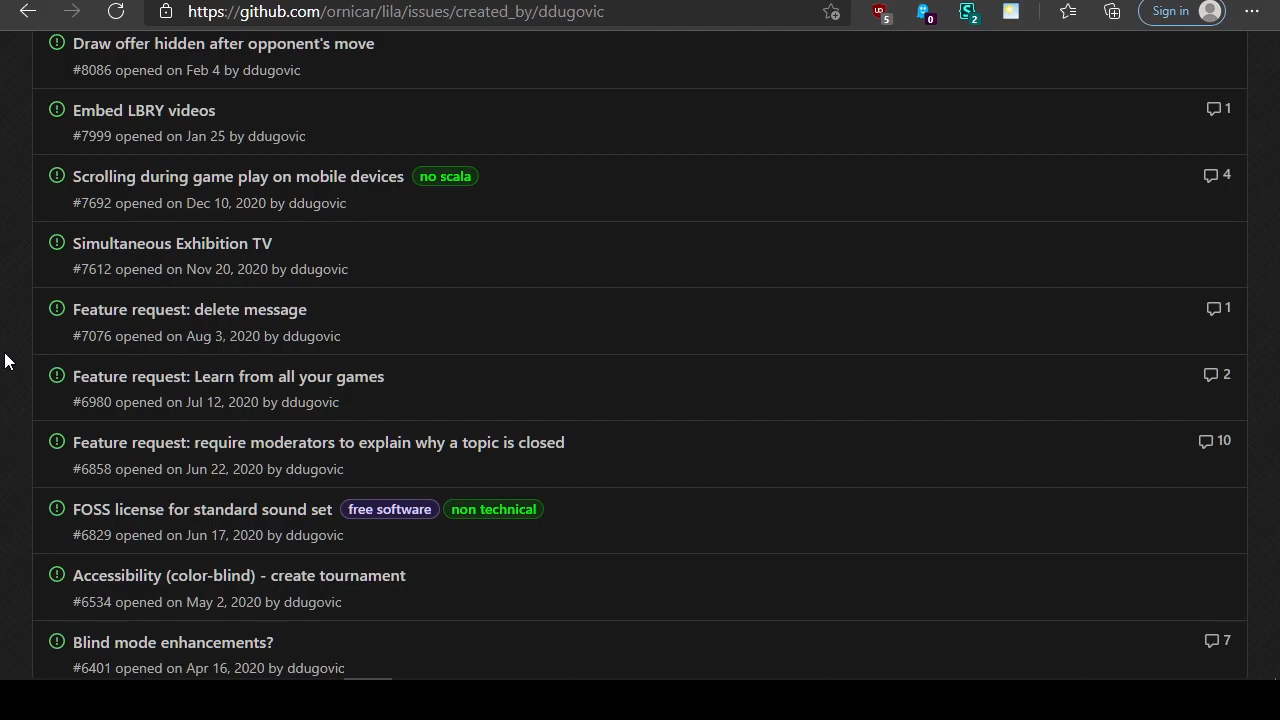 https://github.com/ornicar/lila/issues/created_by/ddugovic
5
0
2
Sign in
Draw offer hidden after opponent's move
#8086 opened on Feb 4 by ddugovic
Embed LBRY videos
1
#7999 opened on Jan 25 by ddugovic
Scrolling during game play on mobile devices no scala
4
#7692 opened on Dec 10, 2020 by ddugovic
Simultaneous Exhibition TV
#7612 opened on Nov 20, 2020 by ddugovic
Feature request: delete message
1
#7076 opened on Aug 3, 2020 by ddugovic
Feature request: Learn from all your games
2
#6980 opened on Jul 12, 2020 by ddugovic
Feature request: require moderators to explain why a topic is closed
10
#6858 opened on Jun 22, 2020 by ddugovic
FOSS license for standard sound set free software non technical
#6829 opened on Jun 17, 2020 by ddugovic
Accessibility (color-blind) - create tournament
#6534 opened on May 2, 2020 by ddugovic
Blind mode enhancements?
7
#6401 opened on Apr 16, 2020 by ddugovic